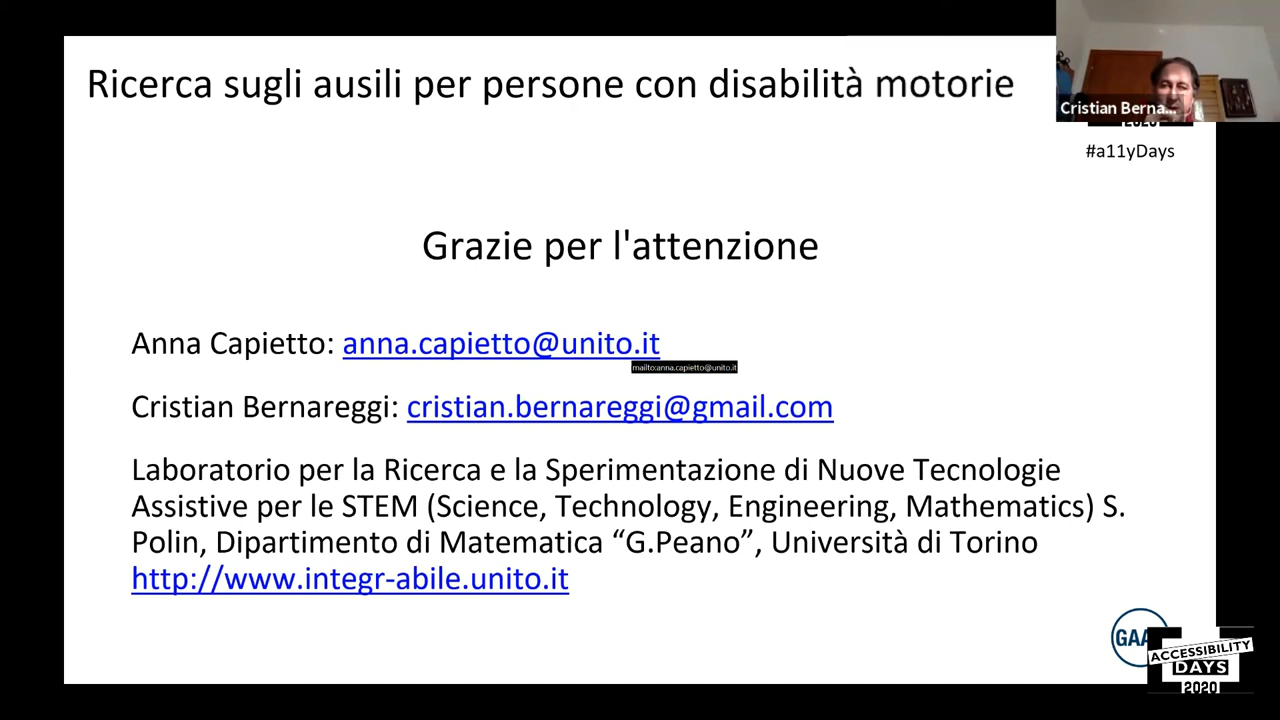 Ricerca sugli ausili per persone con disabilità motorie
Cristian Berna...
2020
#a11yDays
Grazie per l'attenzione
Anna Capietto: anna.capietto@unito.it
mailto:anna.capietto@unito.it
Cristian Bernareggi: cristian.bernareggi@gmail.com
Laboratorio per la Ricerca e la Sperimentazione di Nuove Tecnologie
Assistive per le STEM (Science, Technology, Engineering, Mathematics) S.
Polin, Dipartimento di Matematica “G.Peano”, Università di Torino
http://www.integr-abile.unito.it
GAA
ACCESSIBILITY
DAYS
2020